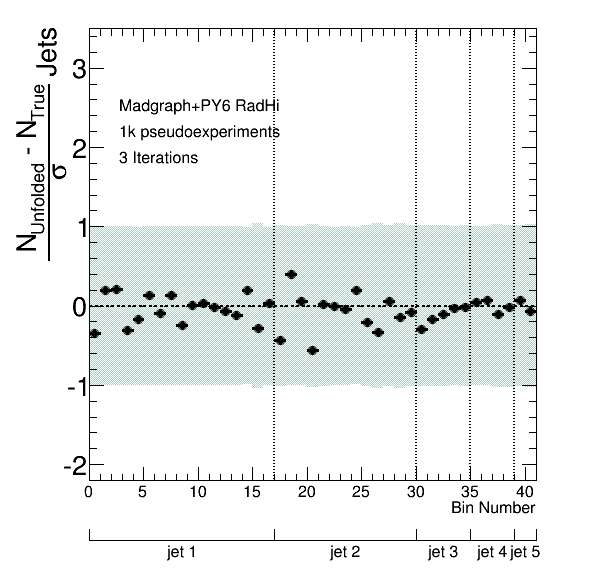 N_Unfolded - N_True
σ
Jets
Madgraph+PY6 RadHi
1k pseudoexperiments
3 Iterations
3
2
1
0
-1
-2
0 5 10 15 20 25 30 35 40
Bin Number
jet 1 jet 2 jet 3 jet 4 jet 5